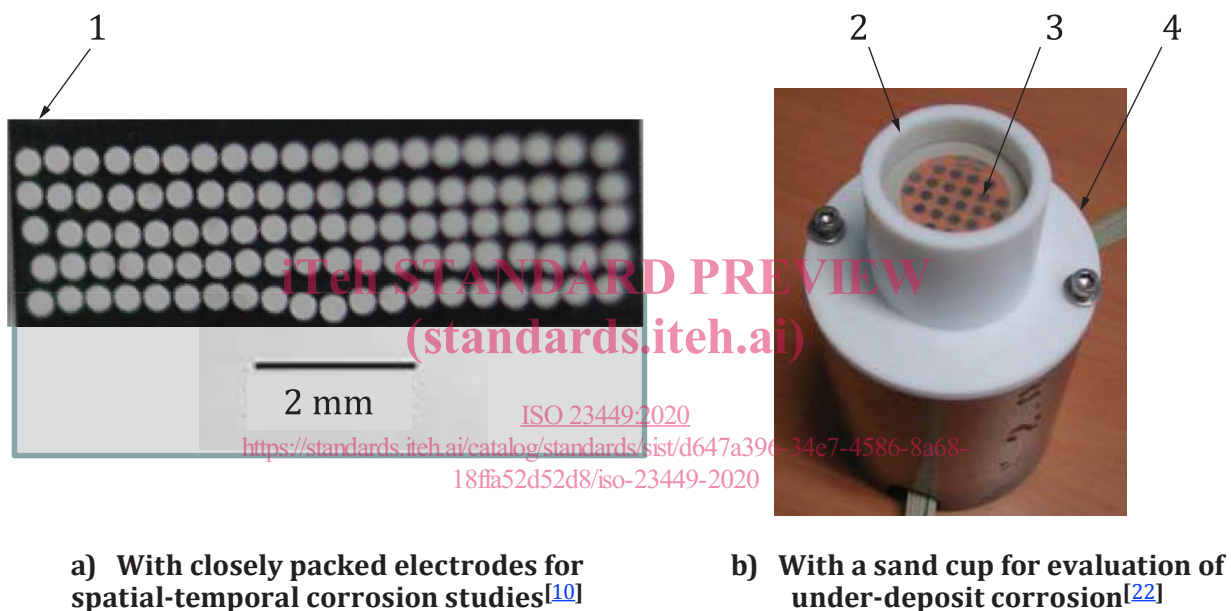 1
2 3 4
iTeh STANDARD PREVIEW
(standards.iteh.ai)
2 mm
ISO 23449:2020
https://standards.iteh.ai/catalog/standards/sist/d647a396-34e7-4586-8a68-
18ffa52d52d8/iso-23449-2020
a) With closely packed electrodes for
spatial-temporal corrosion studies[10]
b) With a sand cup for evaluation of
under-deposit corrosion[22]